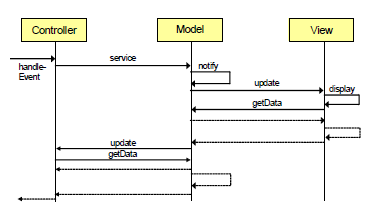 Controller
Model
View
service
handle-
Event
notify
update
display
getData
update
getData